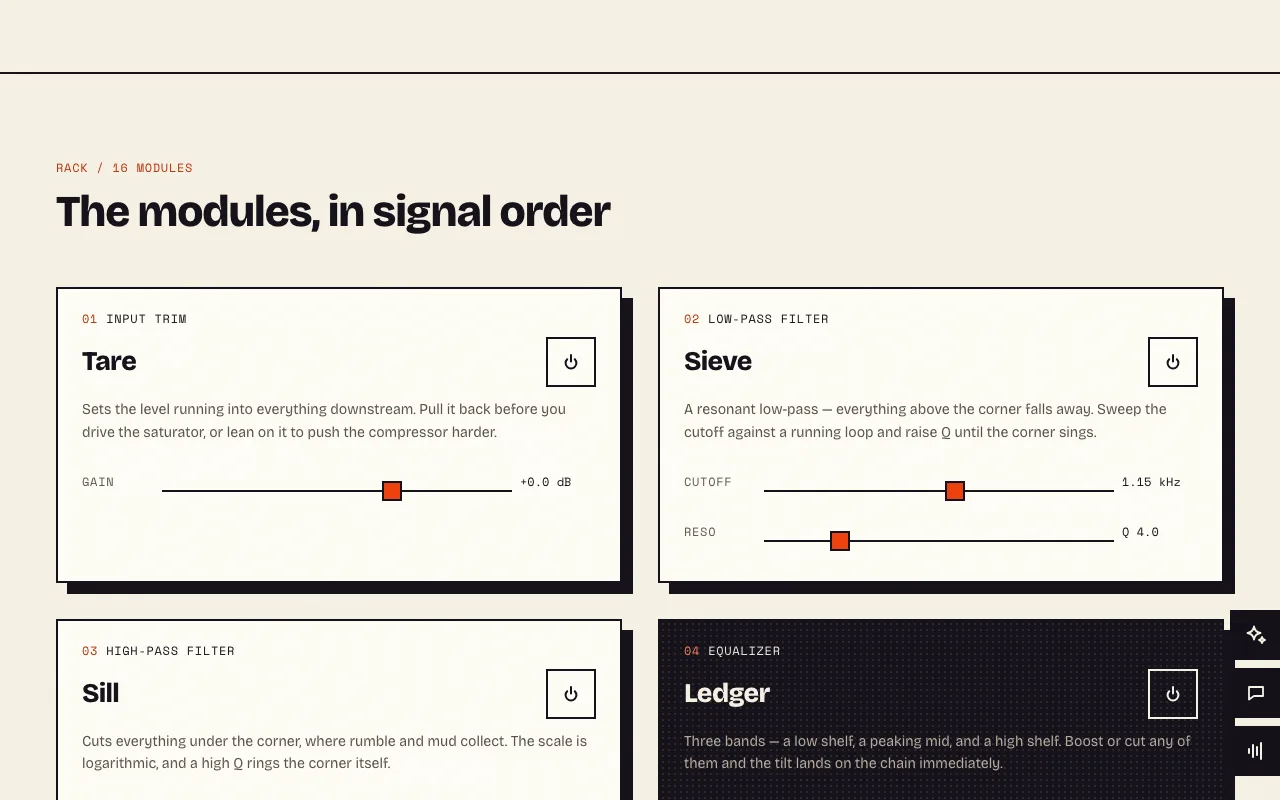 RACK / 16 MODULES
The modules, in signal order
01 INPUT TRIM
Tare
Sets the level running into everything downstream. Pull it back before you
drive the saturator, or lean on it to push the compressor harder.
GAIN
+0.0 dB
02 LOW-PASS FILTER
Sieve
A resonant low-pass — everything above the corner falls away. Sweep the
cutoff against a running loop and raise Q until the corner sings.
CUTOFF
1.15 kHz
RESO
Q 4.0
03 HIGH-PASS FILTER
Sill
Cuts everything under the corner, where rumble and mud collect. The scale is
logarithmic, and a high Q rings the corner itself.
04 EQUALIZER
Ledger
Three bands — a low shelf, a peaking mid, and a high shelf. Boost or cut any of
them and the tilt lands on the chain immediately.